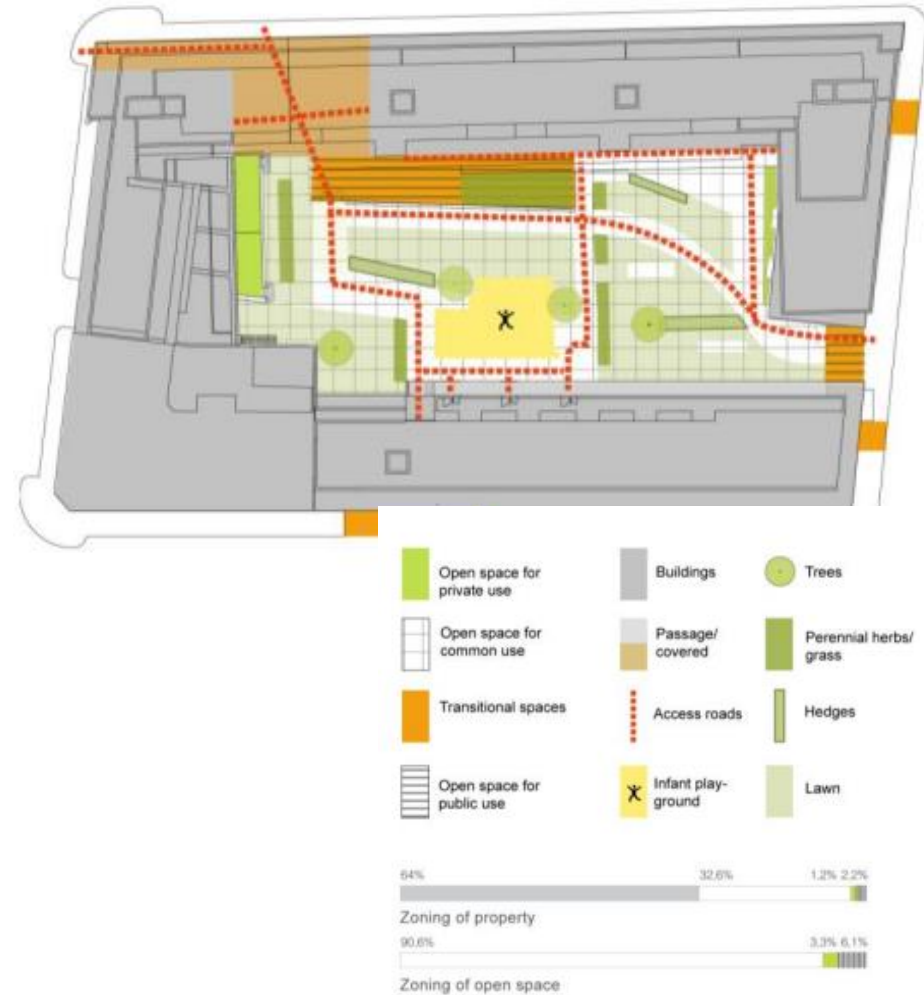 Open space for
private use
Buildings
Trees
Open space for
common use
Passage/
covered
Perennial herbs/
grass
Transitional spaces
Access roads
Hedges
Open space for
public use
Infant play-
ground
Lawn
64% 32,6% 1,2% 2,2%
Zoning of property
90,6% 3,3% 6,1%
Zoning of open space